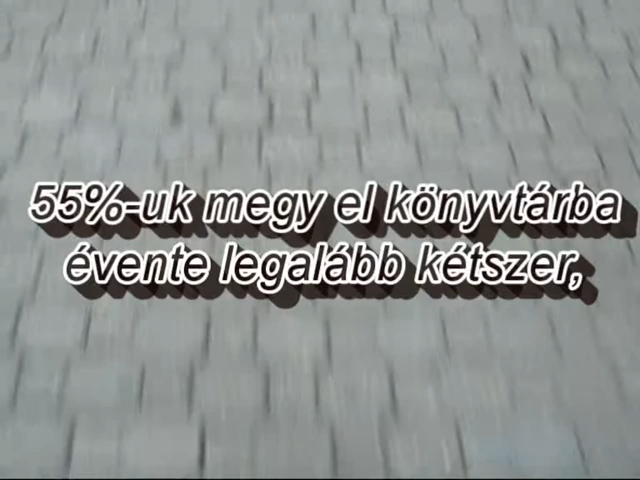 55%-uk megy el könyvtárba
évente legalább kétszer,